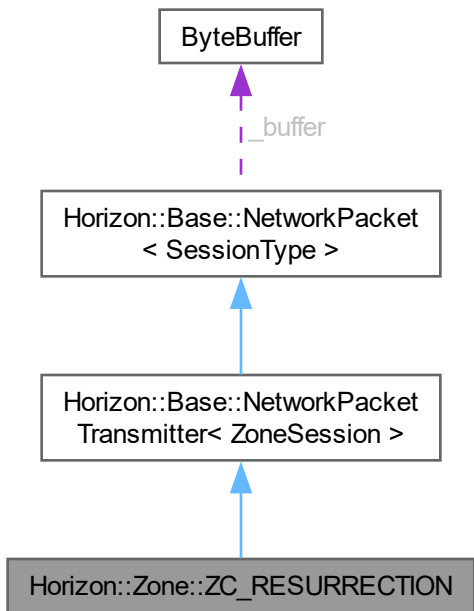 ByteBuffer
_buffer
Horizon::Base::NetworkPacket
< SessionType >
Horizon::Base::NetworkPacket
Transmitter< ZoneSession >
Horizon::Zone::ZC_RESURRECTION